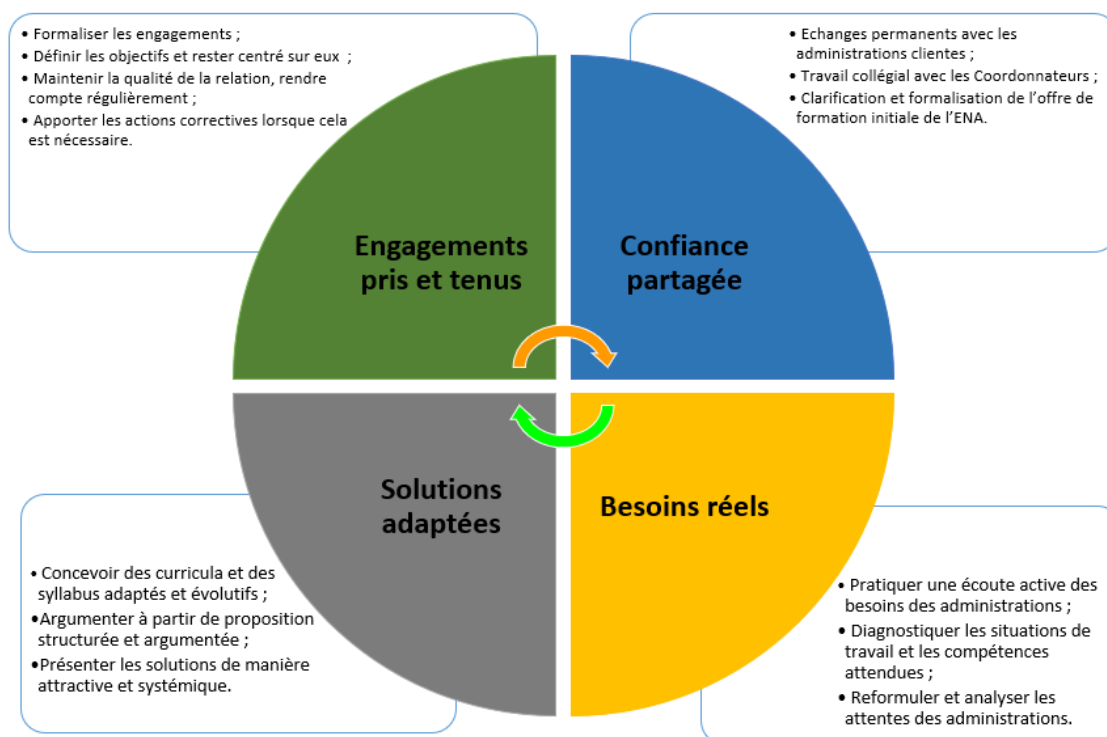 • Formaliser les engagements ;
• Définir les objectifs et rester centré sur eux ;
• Maintenir la qualité de la relation, rendre
compte régulièrement ;
• Apporter les actions correctives lorsque cela
est nécessaire.
• Echanges permanents avec les
administrations clientes ;
• Travail collégial avec les Coordonnateurs ;
• Clarification et formalisation de l’offre de
formation initiale de l’ENA.
Engagements
pris et tenus
Confiance
partagée
Solutions
adaptées
Besoins réels
• Concevoir des curricula et des
syllabus adaptés et évolutifs ;
•Argumenter à partir de proposition
structurée et argumentée ;
•Présenter les solutions de manière
attractive et systémique.
• Pratiquer une écoute active des
besoins des administrations ;
• Diagnostiquer les situations de
travail et les compétences
attendues ;
• Reformuler et analyser les
attentes des administrations.